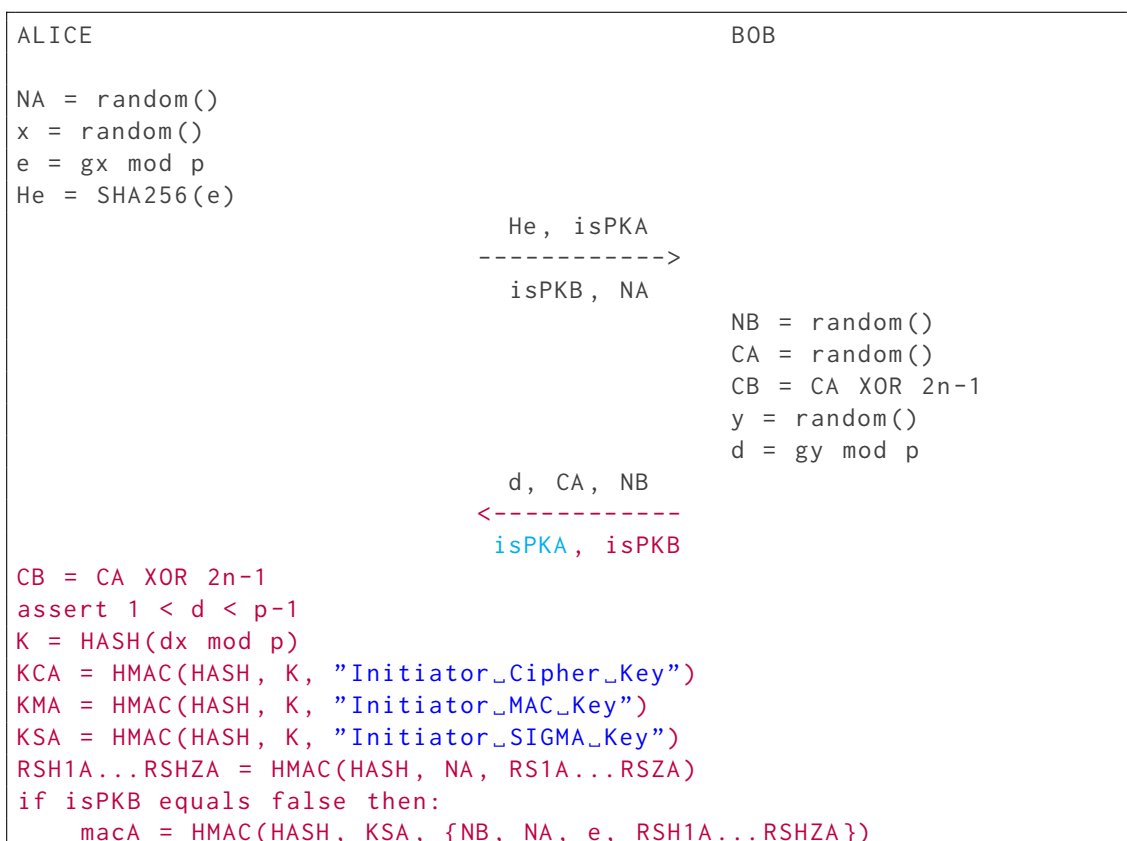 ALICE BOB
NA = random()
x = random()
e = gx mod p
He = SHA256(e)
He, isPKA
------------>
isPKB, NA
NB = random()
CA = random()
CB = CA XOR 2n-1
y = random()
d = gy mod p
d, CA, NB
<------------
isPKA, isPKB
CB = CA XOR 2n-1
assert 1 < d < p-1
K = HASH(dx mod p)
KCA = HMAC(HASH, K, ”Initiator␣Cipher␣Key”)
KMA = HMAC(HASH, K, ”Initiator␣MAC␣Key”)
KSA = HMAC(HASH, K, ”Initiator␣SIGMA␣Key”)
RSH1A...RSHZA = HMAC(HASH, NA, RS1A...RSZA)
if isPKB equals false then:
macA = HMAC(HASH, KSA, {NB, NA, e, RSH1A...RSHZA})